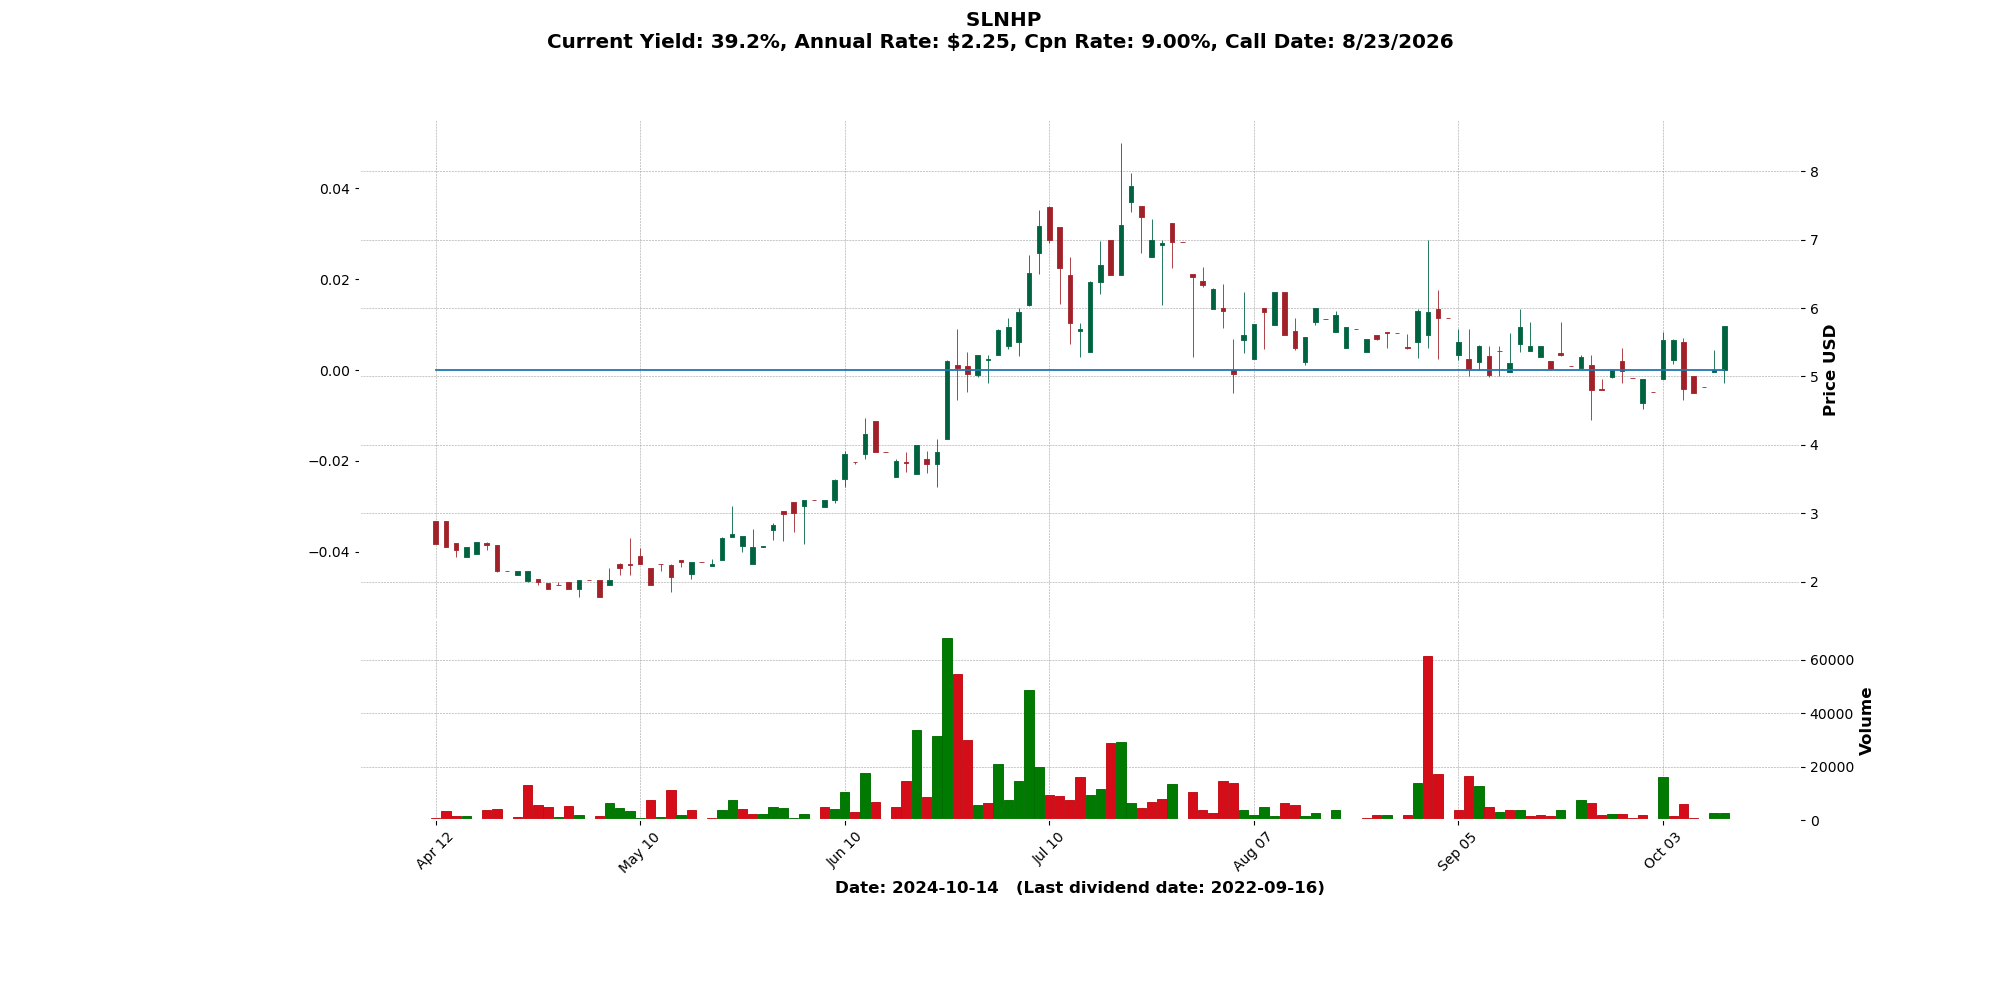 SLNHP
Current Yield: 39.2%, Annual Rate: $2.25, Cpn Rate: 9.00%, Call Date: 8/23/2026
0.04
0.02
0.00
−0.02
−0.04
8
7
6
5
4
3
2
Price USD
60000
40000
20000
0
Volume
Apr 12
May 10
Jun 10
Jul 10
Aug 07
Sep 05
Oct 03
Date: 2024-10-14   (Last dividend date: 2022-09-16)